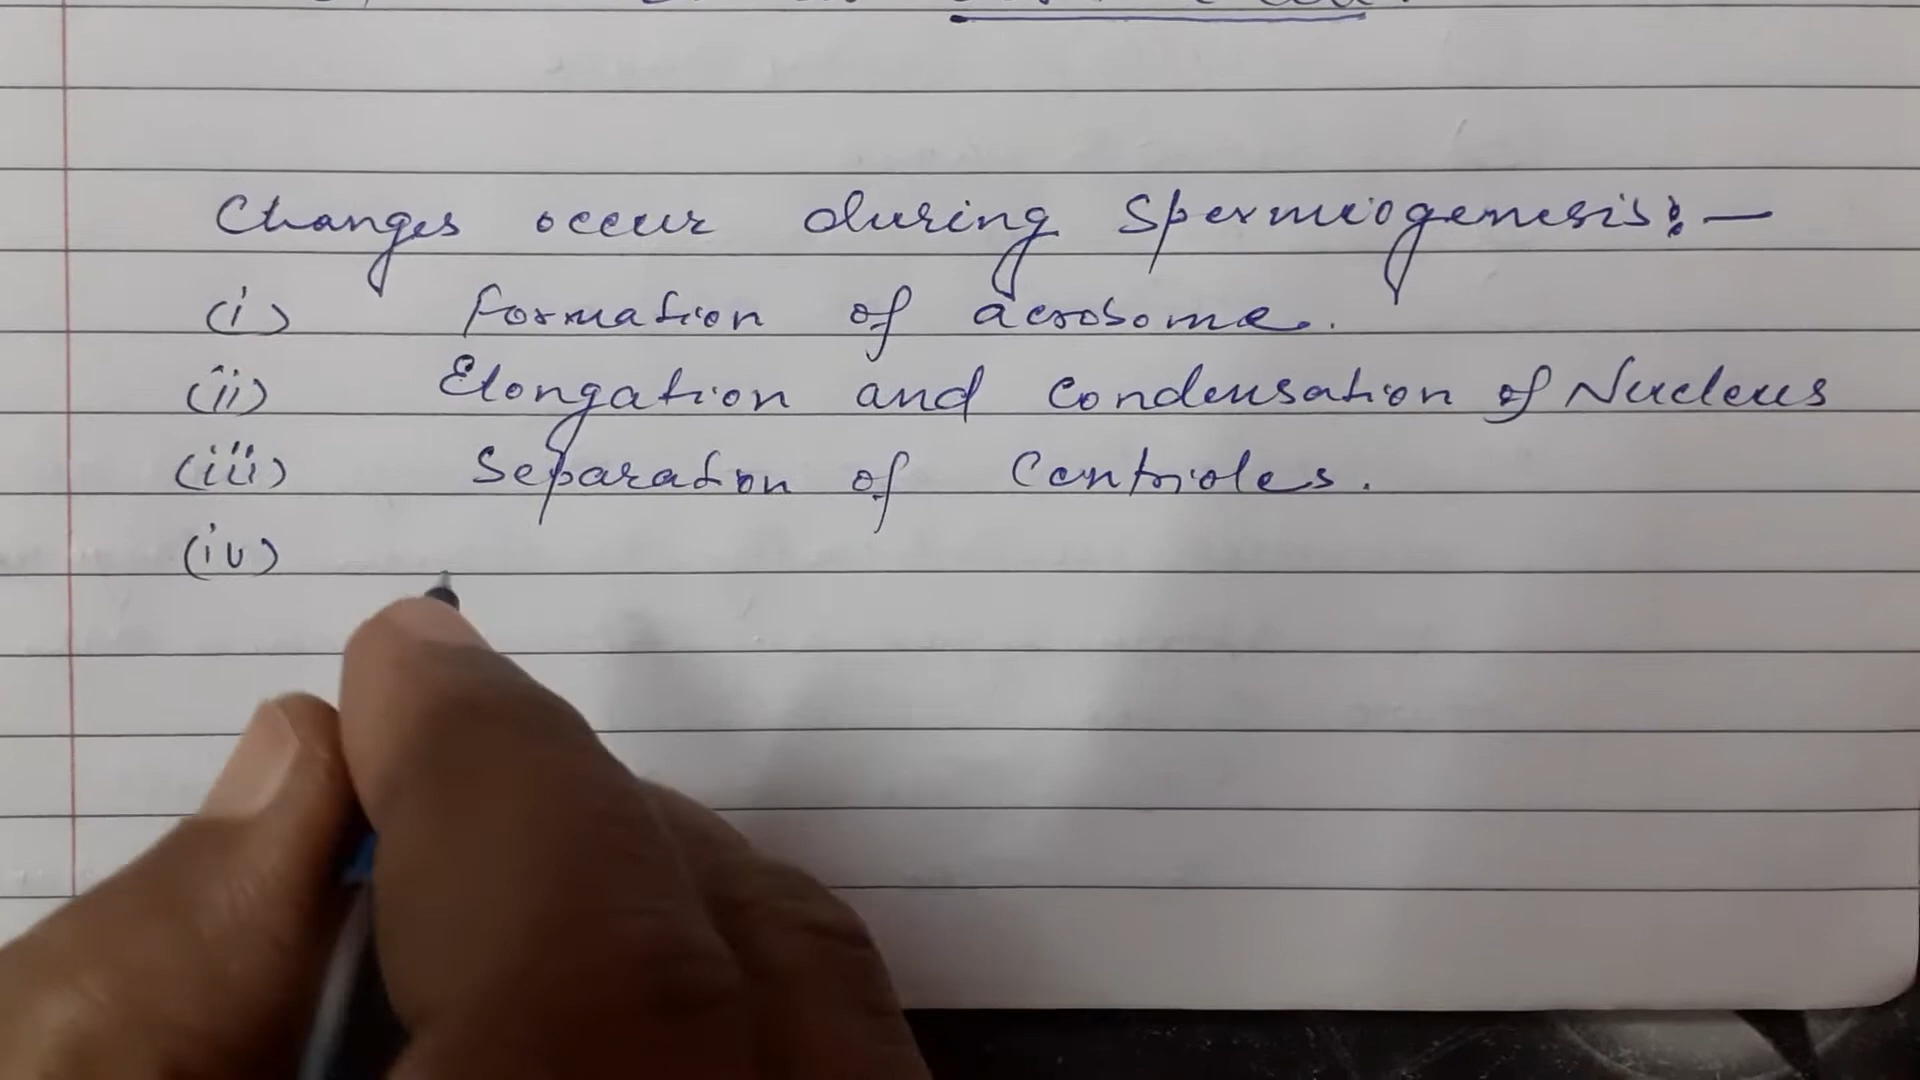 Changes occur during Spermiogenesis:—
(i) Formation of acrosome.
(ii) Elongation and Condensation of Nucleus
(iii) Separation of Centrioles.
(iv)